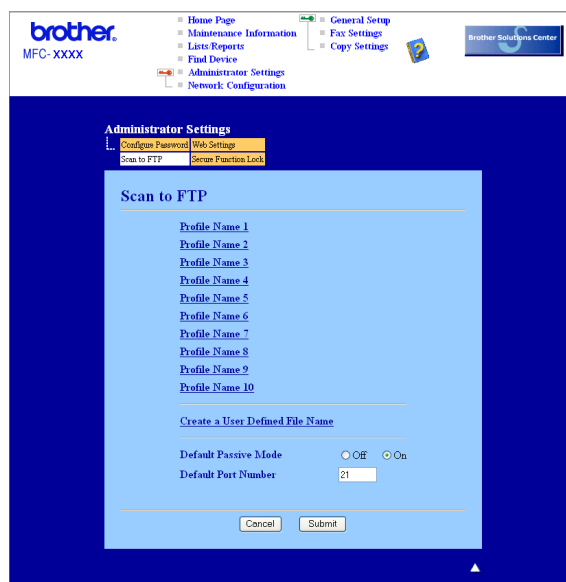 brother.
MFC- XXXX
Home Page
Maintenance Information
Lists/Reports
Find Device
Administrator Settings
Network Configuration
General Setup
Fax Settings
Copy Settings
?
Brother Solutions Center
Administrator Settings
Configure Password Web Settings
Scan to FTP Secure Function Lock
Scan to FTP
Profile Name 1
Profile Name 2
Profile Name 3
Profile Name 4
Profile Name 5
Profile Name 6
Profile Name 7
Profile Name 8
Profile Name 9
Profile Name 10
Create a User Defined File Name
Default Passive Mode Off On
Default Port Number 21
Cancel Submit